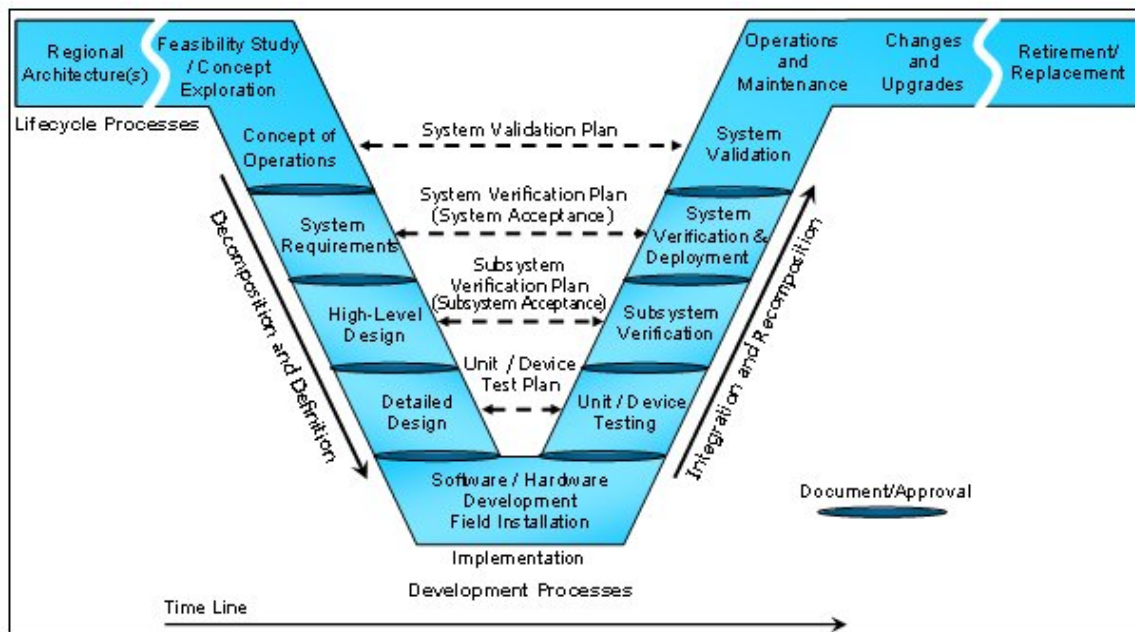 Regional
Architecture(s)
Feasibility Study
/ Concept
Exploration
Operations
and
Maintenance
Changes
and
Upgrades
Retirement/
Replacement
Lifecycle Processes
Concept of
Operations
System Validation Plan
System
Validation
System
Requirements
System Verification Plan
(System Acceptance)
System
Verification &
Deployment
High-Level
Design
Subsystem
Verification Plan
(Subsystem Acceptance)
Subsystem
Verification
Detailed
Design
Unit / Device
Test Plan
Unit / Device
Testing
Decomposition and Definition
Integration and Recomposition
Software / Hardware
Development
Field Installation
Document/Approval
Implementation
Development Processes
Time Line